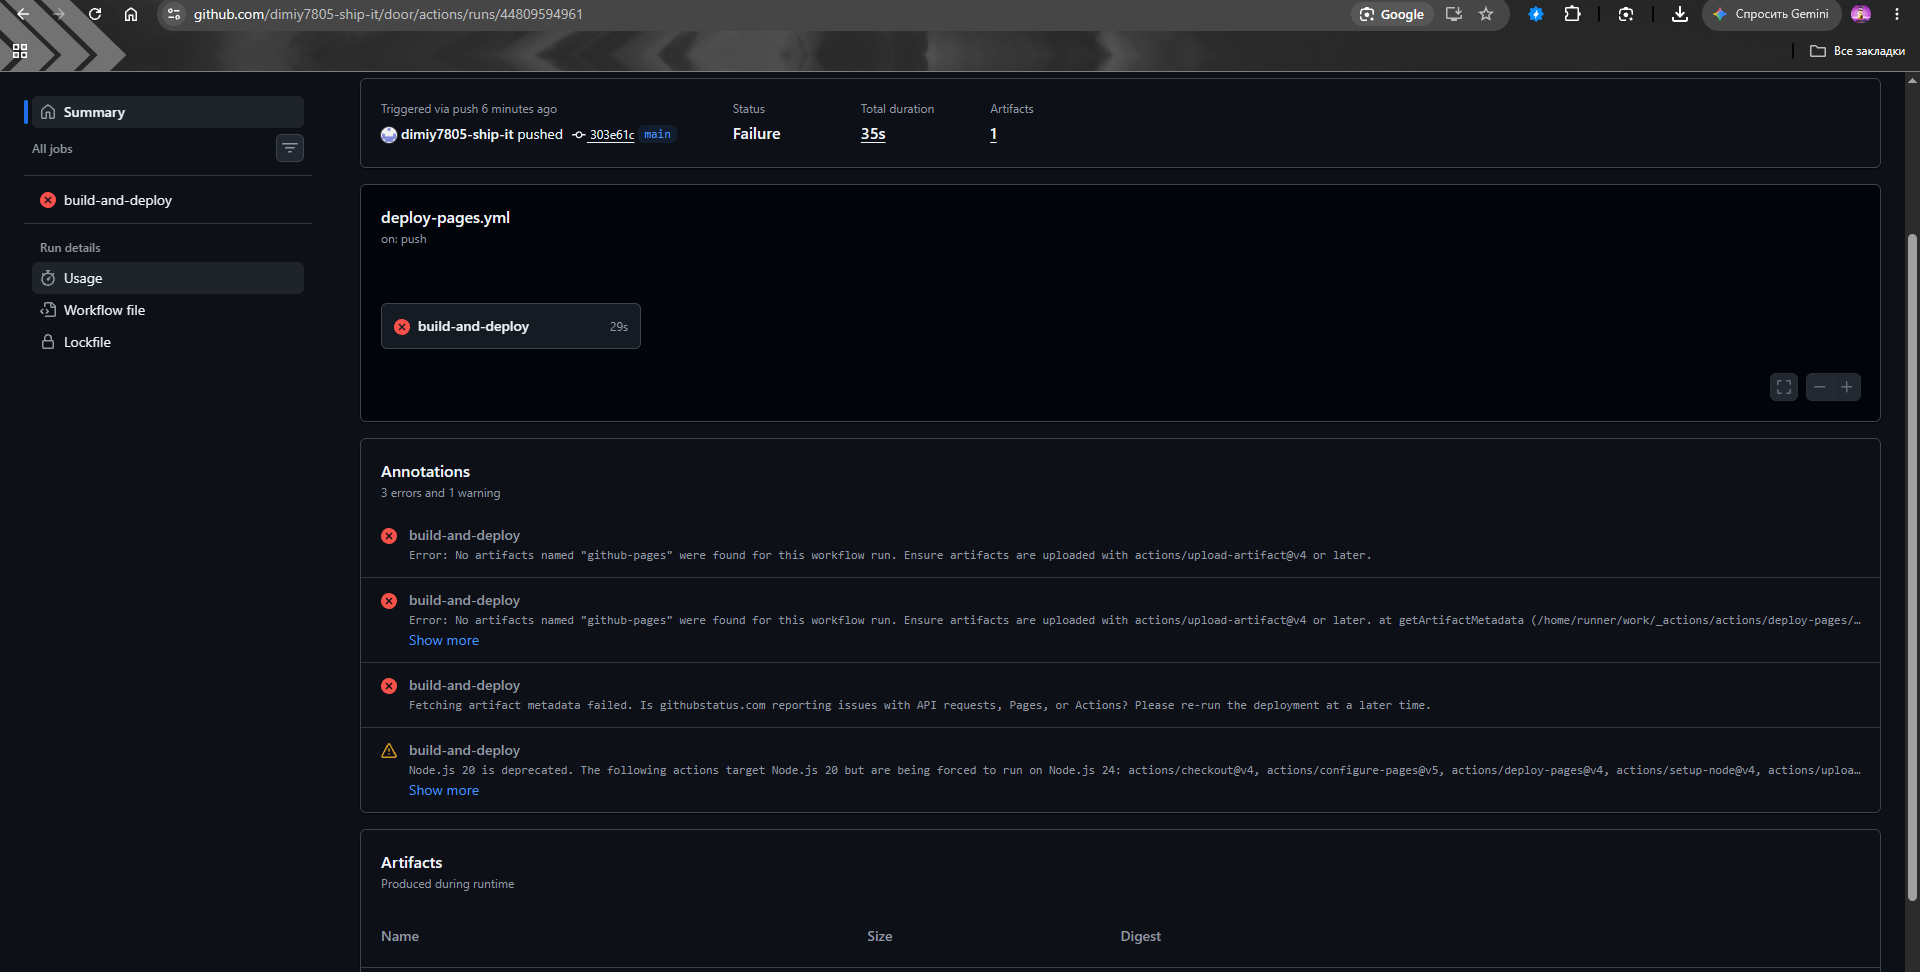 github.com/dimiy7805-ship-it/door/actions/runs/44809594961
Google
Спросить Gemini
Все закладки
Summary
All jobs
build-and-deploy
Run details
Usage
Workflow file
Lockfile
Triggered via push 6 minutes ago
Status
Total duration
Artifacts
dimiy7805-ship-it pushed 303e61c main
Failure
35s
1
deploy-pages.yml
on: push
build-and-deploy
29s
Annotations
3 errors and 1 warning
build-and-deploy
Error: No artifacts named "github-pages" were found for this workflow run. Ensure artifacts are uploaded with actions/upload-artifact@v4 or later.
build-and-deploy
Error: No artifacts named "github-pages" were found for this workflow run. Ensure artifacts are uploaded with actions/upload-artifact@v4 or later. at getArtifactMetadata (/home/runner/work/_actions/actions/deploy-pages/…
Show more
build-and-deploy
Fetching artifact metadata failed. Is githubstatus.com reporting issues with API requests, Pages, or Actions? Please re-run the deployment at a later time.
build-and-deploy
Node.js 20 is deprecated. The following actions target Node.js 20 but are being forced to run on Node.js 24: actions/checkout@v4, actions/configure-pages@v5, actions/deploy-pages@v4, actions/setup-node@v4, actions/uploa…
Show more
Artifacts
Produced during runtime
Name
Size
Digest